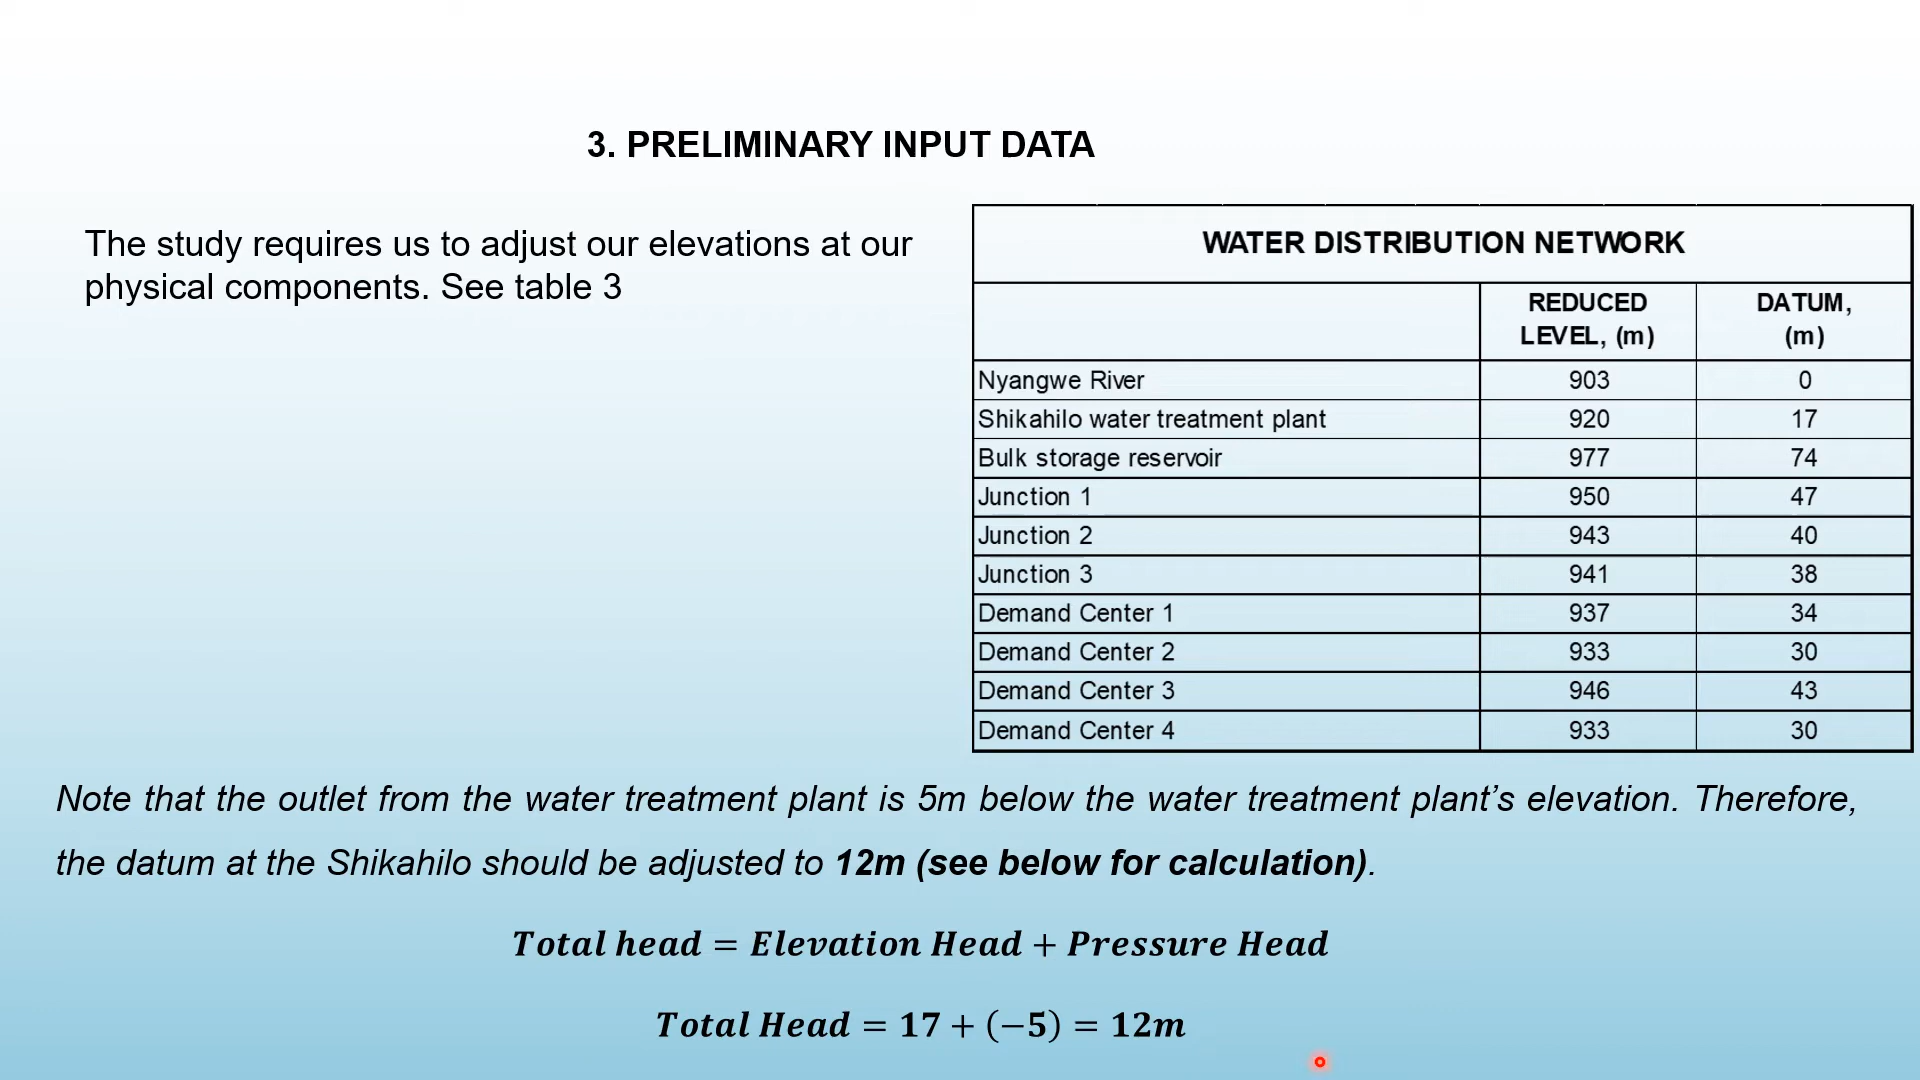 3. PRELIMINARY INPUT DATA
The study requires us to adjust our elevations at our
physical components. See table 3
WATER DISTRIBUTION NETWORK
REDUCED LEVEL, (m) DATUM, (m)
Nyangwe River 903 0
Shikahilo water treatment plant 920 17
Bulk storage reservoir 977 74
Junction 1 950 47
Junction 2 943 40
Junction 3 941 38
Demand Center 1 937 34
Demand Center 2 933 30
Demand Center 3 946 43
Demand Center 4 933 30
Note that the outlet from the water treatment plant is 5m below the water treatment plant’s elevation. Therefore,
the datum at the Shikahilo should be adjusted to 12m (see below for calculation).
Total head = Elevation Head + Pressure Head
Total Head = 17 + (−5) = 12m